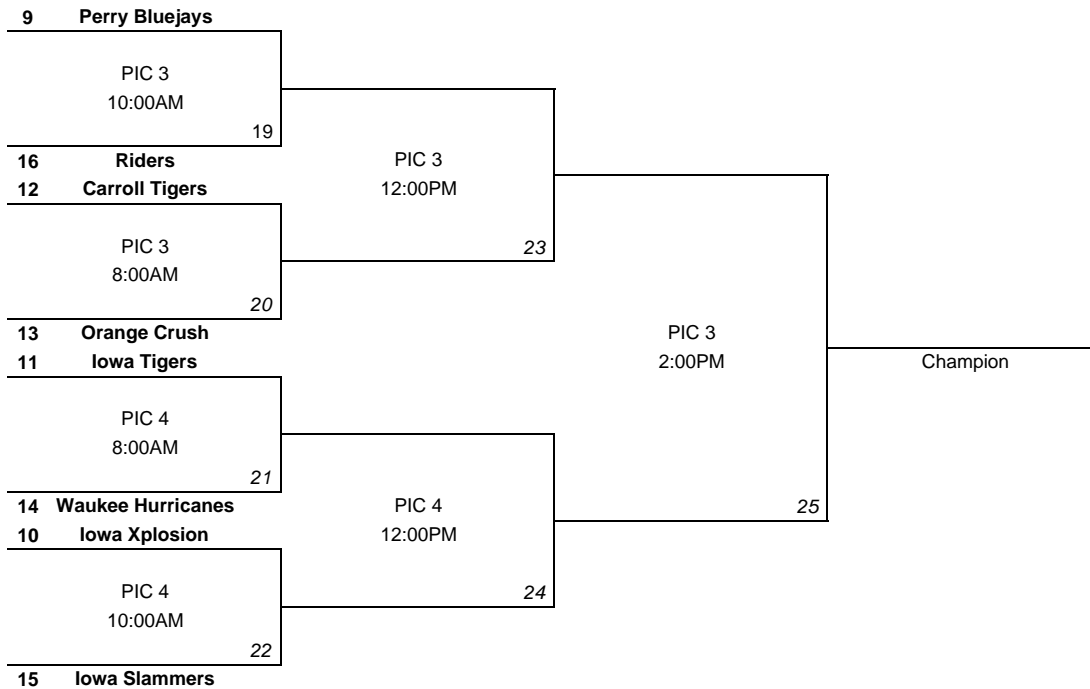 9 Perry Bluejays
PIC 3
10:00AM
19
16 Riders
PIC 3
12 Carroll Tigers
12:00PM
PIC 3
23
8:00AM
20
13 Orange Crush
PIC 3
11 Iowa Tigers
2:00PM
Champion
PIC 4
8:00AM
21
14 Waukee Hurricanes
PIC 4
25
10 Iowa Xplosion
12:00PM
PIC 4
24
10:00AM
22
15 Iowa Slammers